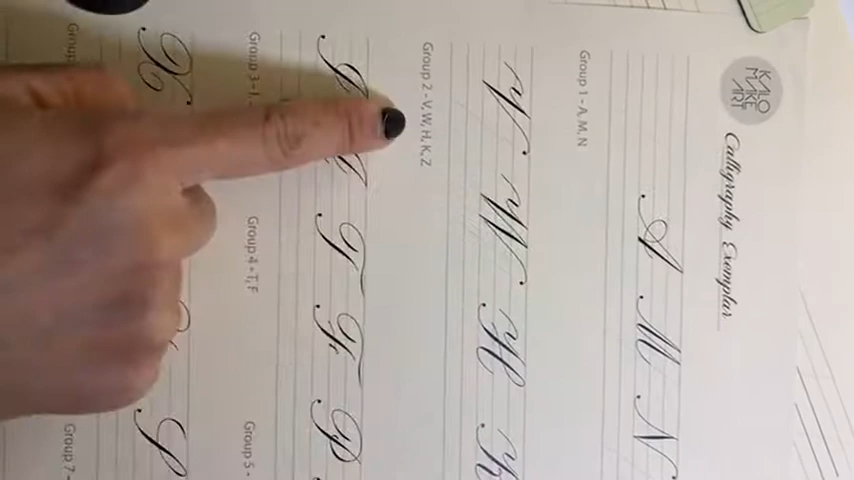 KALO
MAKE
ART
Calligraphy Exemplar
Group 1 - A, M, N
A M N
Group 2 - V, W, H, K, Z
V W H K
Group 3 - I
Group 4 - T, F
T F P
Group 5 -
Group 7 -